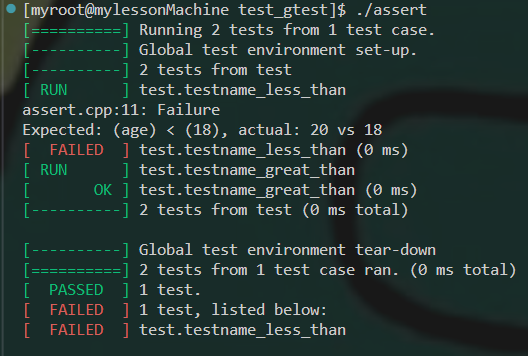 [myroot@mylessonMachine test_gtest]$ ./assert
[==========] Running 2 tests from 1 test case.
[----------] Global test environment set-up.
[----------] 2 tests from test
[ RUN      ] test.testname_less_than
assert.cpp:11: Failure
Expected: (age) < (18), actual: 20 vs 18
[  FAILED  ] test.testname_less_than (0 ms)
[ RUN      ] test.testname_great_than
[       OK ] test.testname_great_than (0 ms)
[----------] 2 tests from test (0 ms total)

[----------] Global test environment tear-down
[==========] 2 tests from 1 test case ran. (0 ms total)
[  PASSED  ] 1 test.
[  FAILED  ] 1 test, listed below:
[  FAILED  ] test.testname_less_than